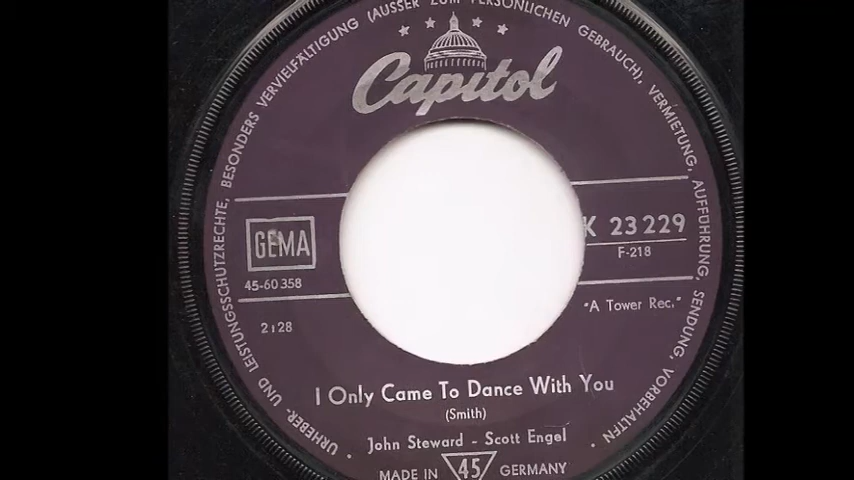 URHEBER- UND LEISTUNGSSCHUTZRECHTE, BESONDERS VERVIELFÄLTIGUNG (AUSSER ZUM PERSÖNLICHEN GEBRAUCH), VERMIETUNG, AUFFÜHRUNG, SENDUNG, VORBEHALTEN
Capitol
GEMA
K 23 229
F-218
45-60 358
"A Tower Rec."
2:28
I Only Came To Dance With You
(Smith)
John Steward - Scott Engel
MADE IN 45 GERMANY